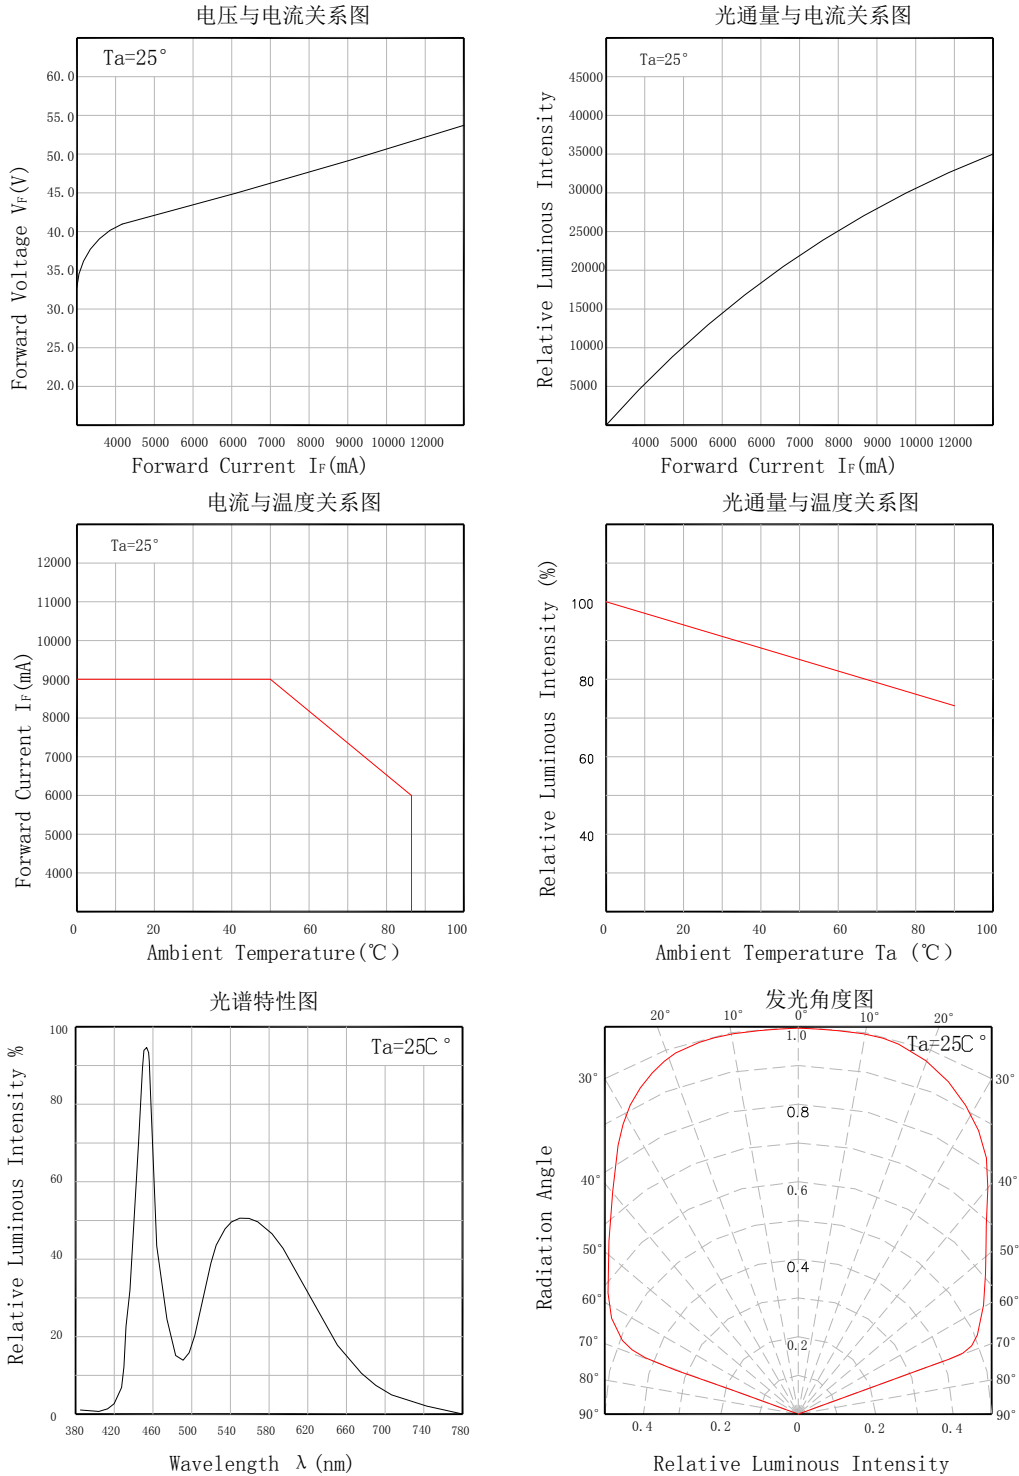 电压与电流关系图
Ta=25°
60.0
55.0
50.0
45.0
40.0
35.0
30.0
25.0
20.0
Forward Voltage VF(V)
4000 5000 6000 7000 8000 9000 10000 12000
Forward Current IF(mA)
光通量与电流关系图
Ta=25°
45000
40000
35000
30000
25000
20000
15000
10000
5000
Relative Luminous Intensity
4000 5000 6000 7000 8000 9000 10000 12000
Forward Current IF(mA)
电流与温度关系图
Ta=25°
12000
11000
10000
9000
8000
7000
6000
5000
4000
Forward Current IF(mA)
0 20 40 60 80 100
Ambient Temperature(℃)
光通量与温度关系图
100
80
60
40
Relative Luminous Intensity (%)
0 20 40 60 80 100
Ambient Temperature Ta (℃)
光谱特性图
Ta=25C°
100
80
60
40
20
0
Relative Luminous Intensity %
380 420 460 500 540 580 620 660 700 740 780
Wavelength λ (nm)
发光角度图
20° 10° 0° 10° 20°
Ta=25C°
1.0
30° 30°
0.8
40° 40°
0.6
50° 50°
0.4
60° 60°
70° 70°
0.2
80° 80°
90° 90°
Radiation Angle
0.4 0.2 0 0.2 0.4
Relative Luminous Intensity